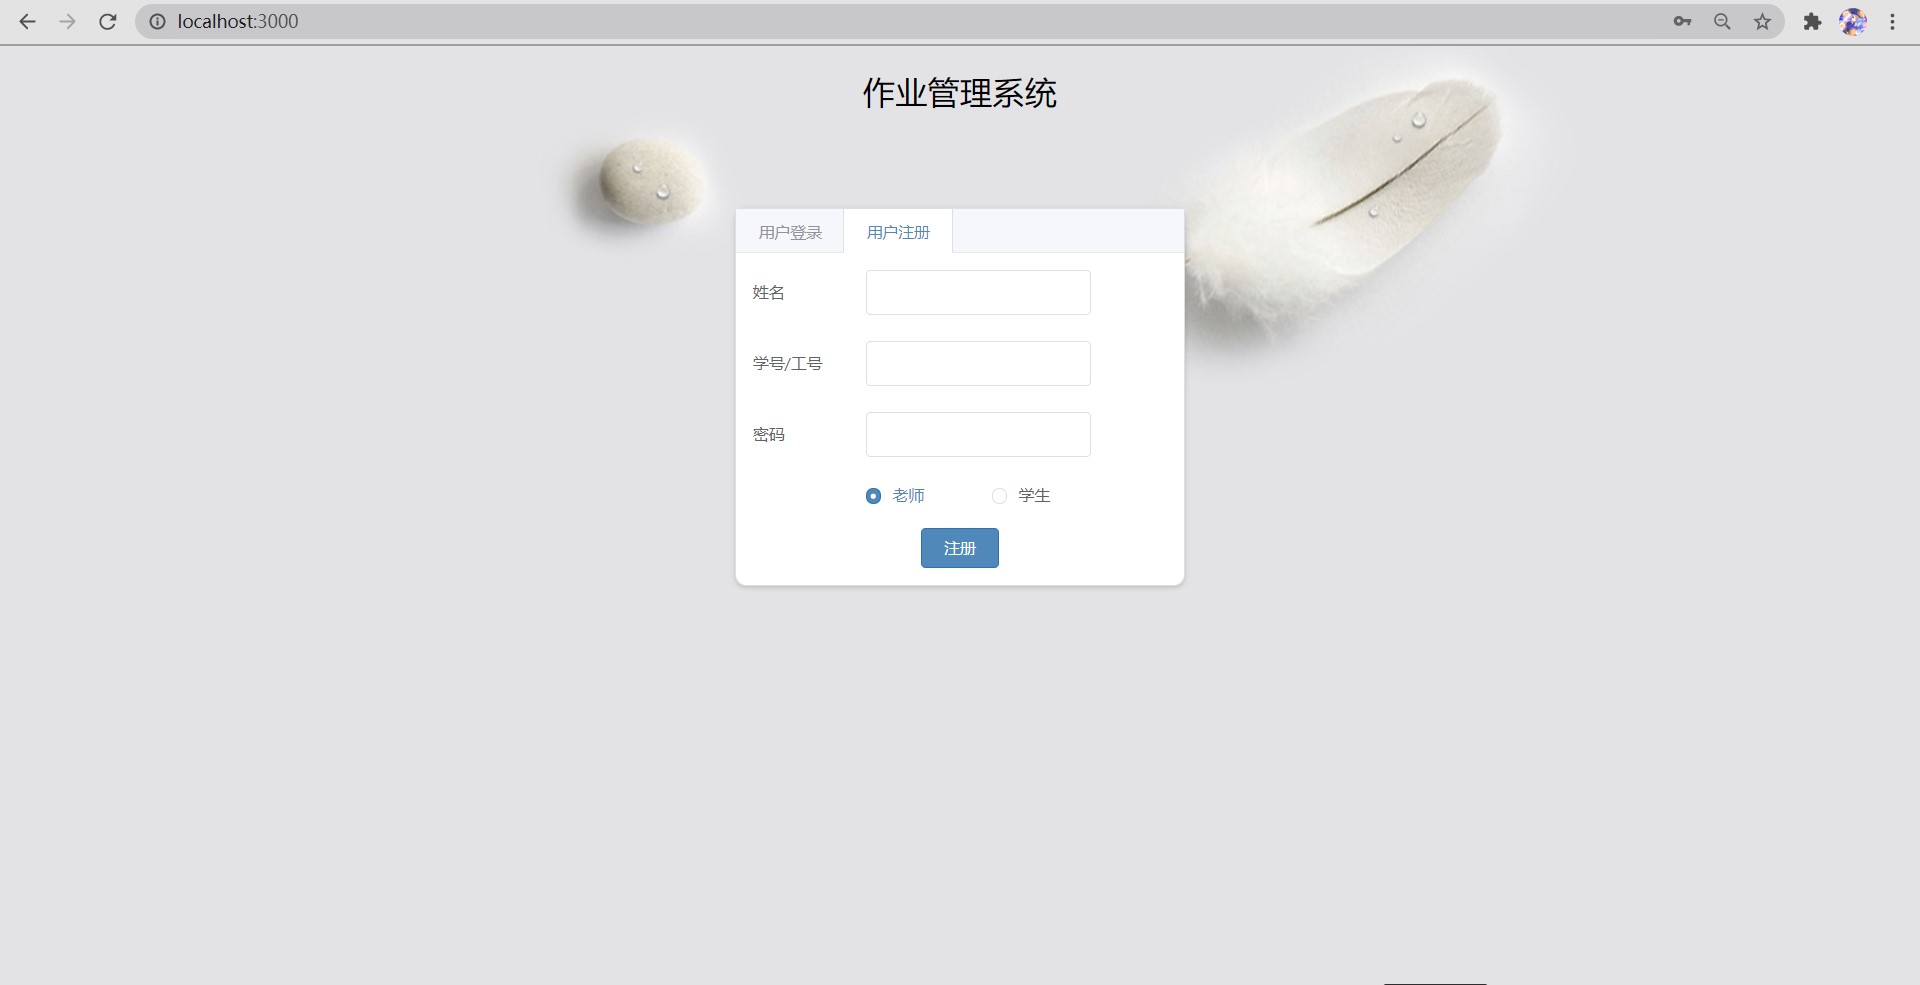 localhost:3000
作业管理系统
用户登录 用户注册
姓名
学号/工号
密码
老师 学生
注册